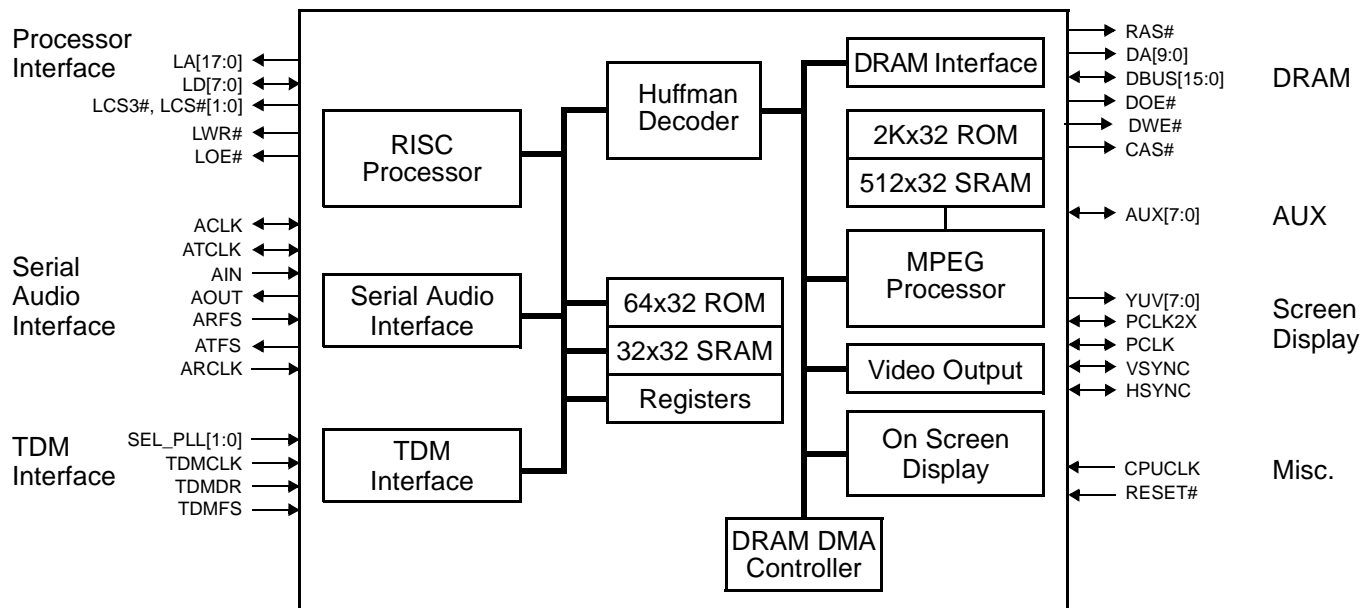 Processor
Interface
LA[17:0]
LD[7:0]
LCS3#, LCS#[1:0]
LWR#
LOE#
Serial
Audio
Interface
ACLK
ATCLK
AIN
AOUT
ARFS
ATFS
ARCLK
TDM
Interface
SEL_PLL[1:0]
TDMCLK
TDMDR
TDMFS
RISC
Processor
Serial Audio
Interface
TDM
Interface
Huffman
Decoder
64x32 ROM
32x32 SRAM
Registers
DRAM Interface
2Kx32 ROM
512x32 SRAM
MPEG
Processor
Video Output
On Screen
Display
DRAM DMA
Controller
RAS#
DA[9:0]
DBUS[15:0]
DOE#
DWE#
CAS#
DRAM
AUX[7:0]
AUX
YUV[7:0]
PCLK2X
PCLK
VSYNC
HSYNC
Screen
Display
CPUCLK
RESET#
Misc.